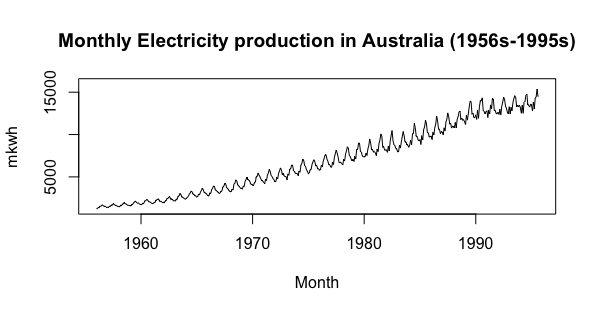 Monthly Electricity production in Australia (1956s-1995s)
mkwh
15000
5000
1960 1970 1980 1990
Month